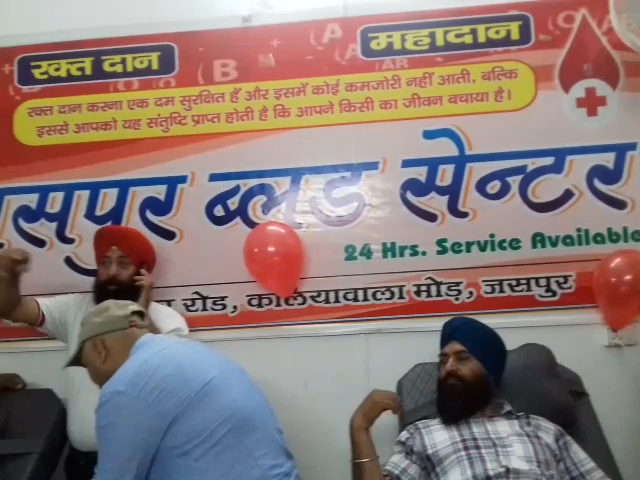 रक्त दान
महादान
रक्त दान करना एक दम सुरक्षित हैँ और इसमें कोई कमजोरी नहीं आती, बल्कि
इससे आपको यह संतुष्टि प्राप्त होती है कि आपने किसी का जीवन बचाया है।
सपुर ब्लड सेन्टर
24 Hrs. Service Available
रोड, कालियावाला मोड़, जसपुर